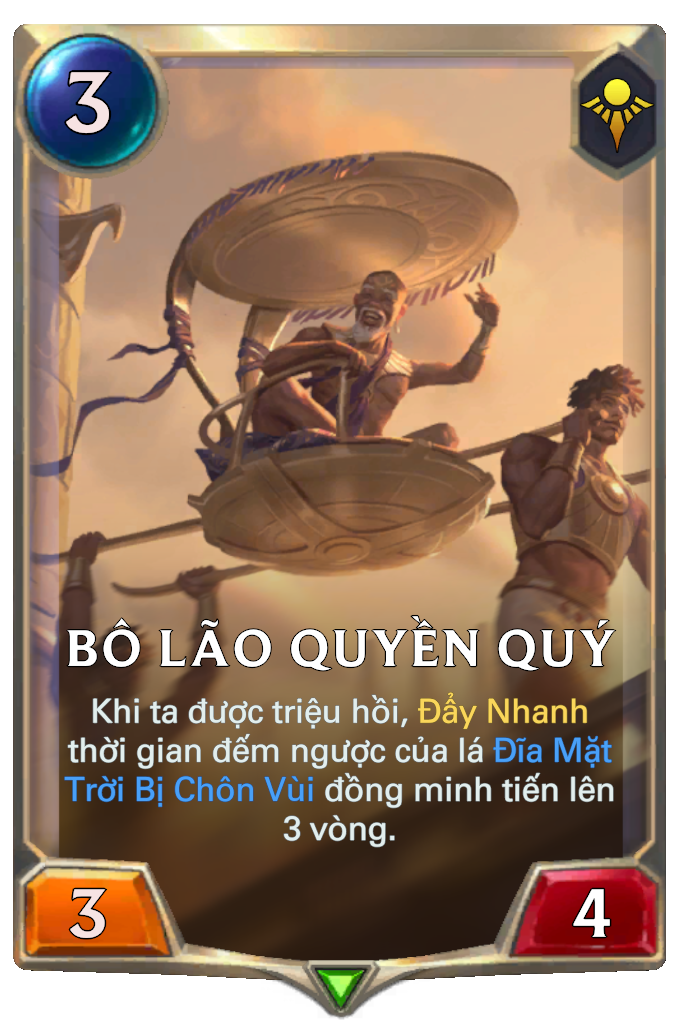 3
BÔ LÃO QUYỀN QUÝ
Khi ta được triệu hồi, Đẩy Nhanh
thời gian đếm ngược của lá Đĩa Mặt
Trời Bị Chôn Vùi đồng minh tiến lên
3 vòng.
3
4